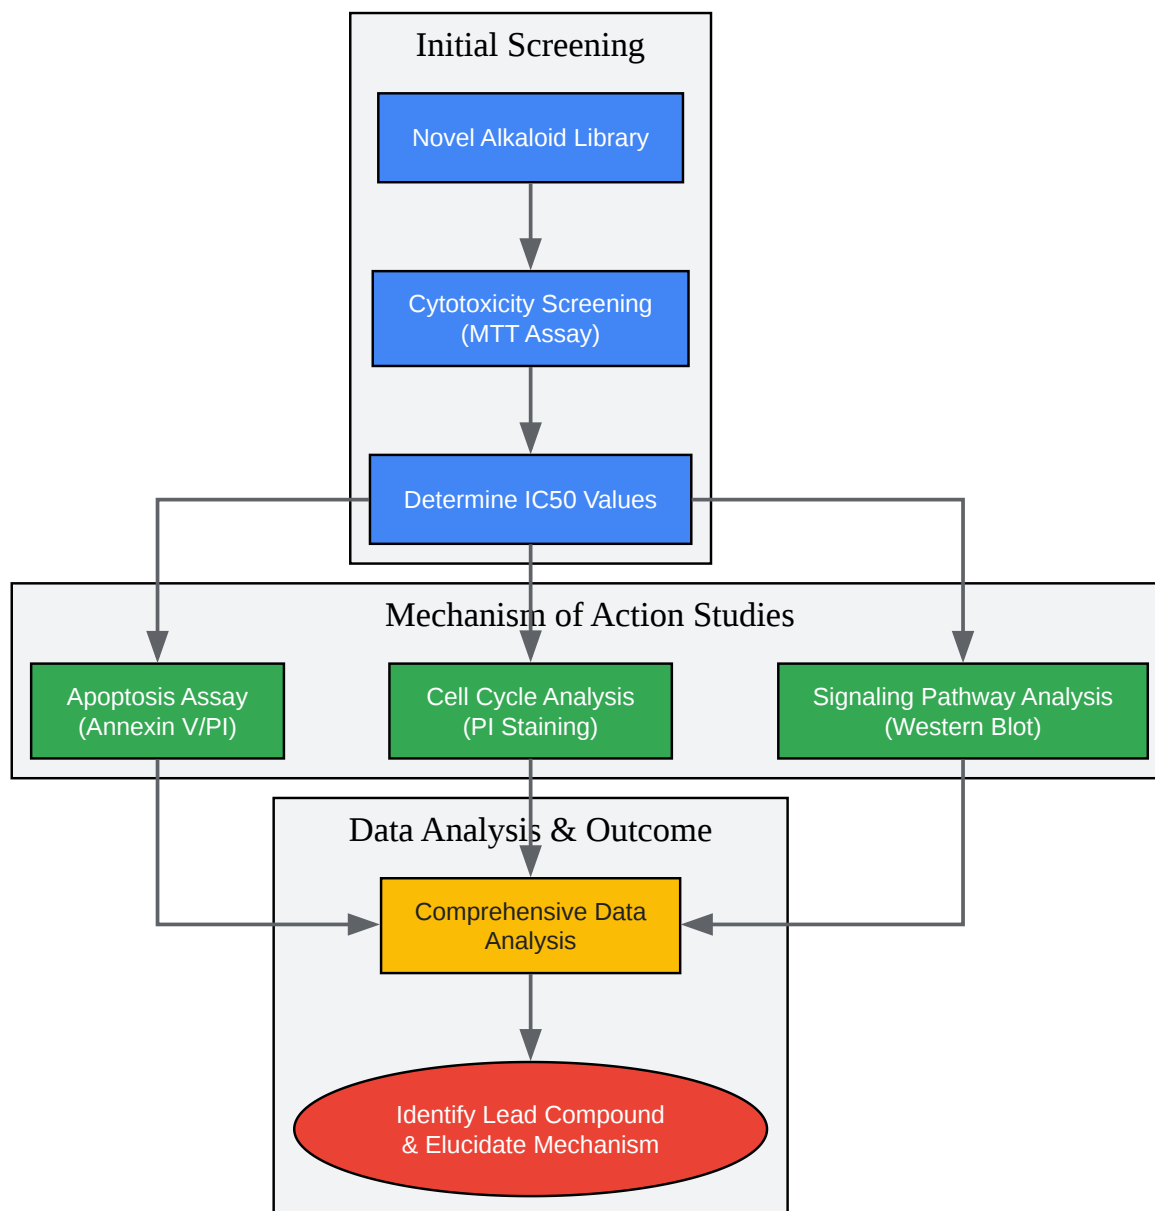 Initial Screening
Novel Alkaloid Library
Cytotoxicity Screening
(MTT Assay)
Determine IC50 Values
Mechanism of Action Studies
Apoptosis Assay
(Annexin V/PI)
Cell Cycle Analysis
(PI Staining)
Signaling Pathway Analysis
(Western Blot)
Data Analysis & Outcome
Comprehensive Data
Analysis
Identify Lead Compound
& Elucidate Mechanism